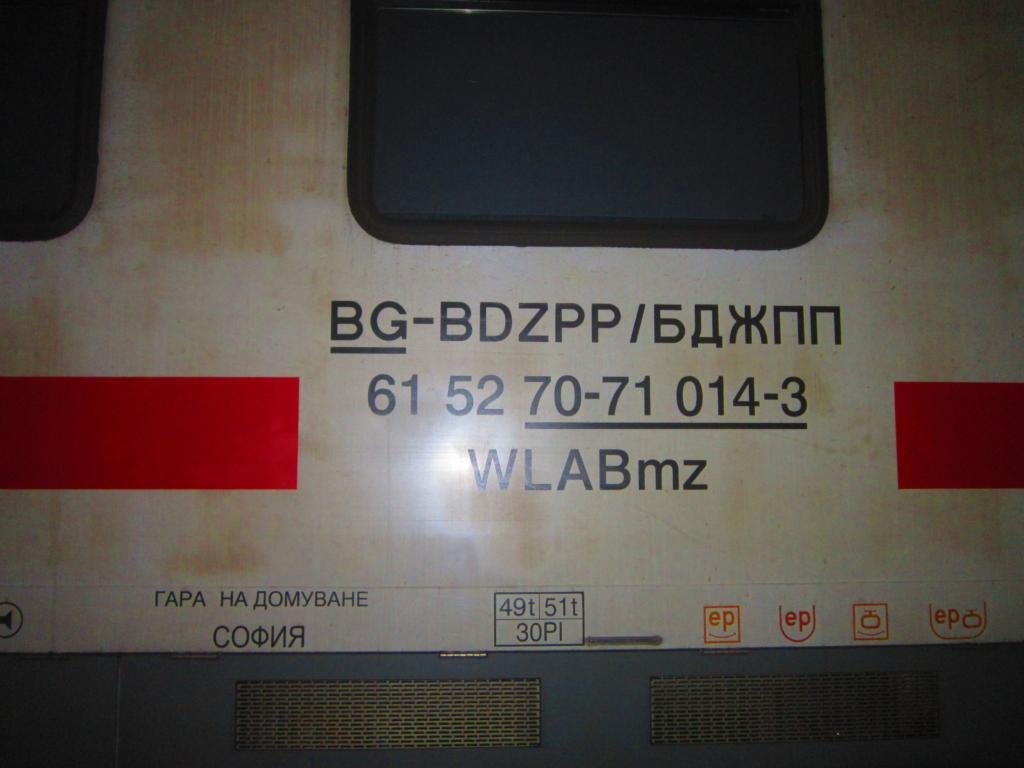 BG-BDZPP/БДЖПП
61 52 70-71 014-3
WLABmz
ГАРА НА ДОМУВАНЕ
СОФИЯ
49t 51t
30Pl
ep ep ep